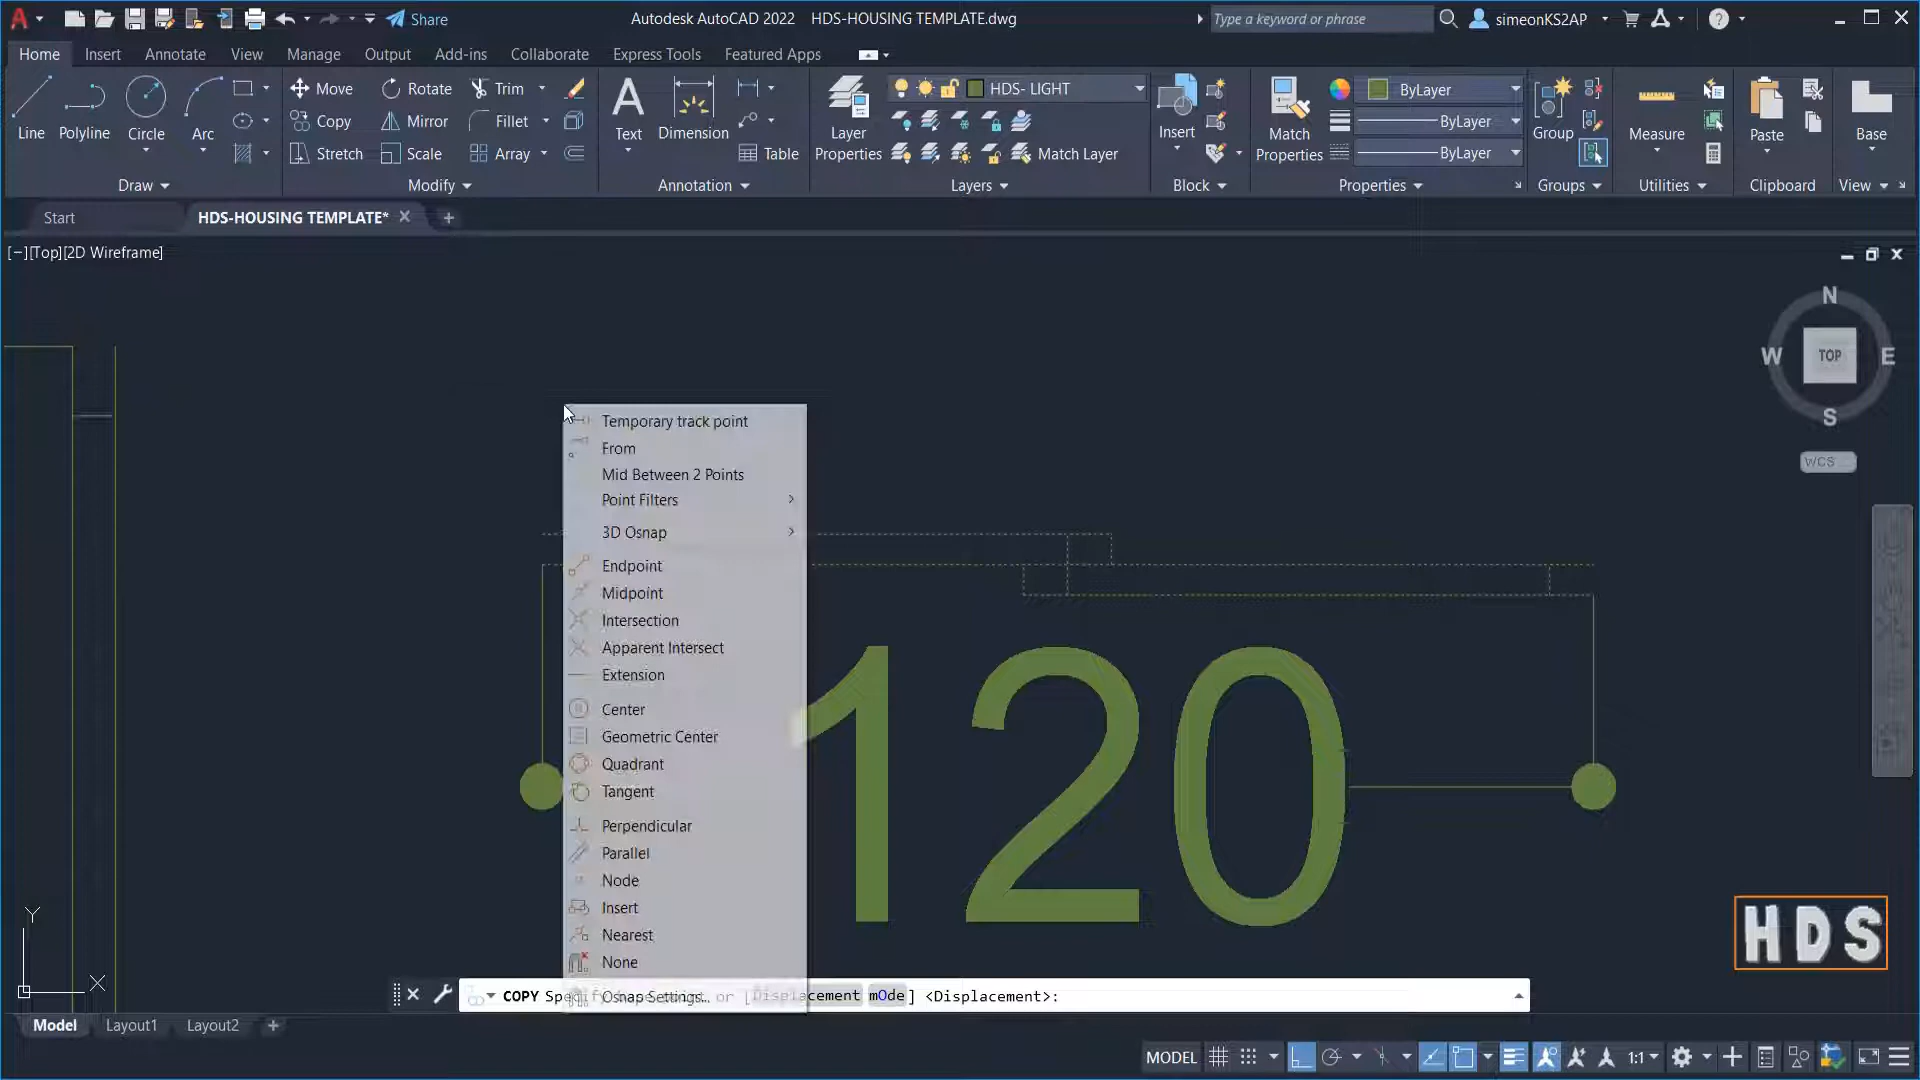 Share
Autodesk AutoCAD 2022 HDS-HOUSING TEMPLATE.dwg
Type a keyword or phrase
simeonKS2AP
Home Insert Annotate View Manage Output Add-ins Collaborate Express Tools Featured Apps
Line Polyline Circle Arc
Move Rotate Trim
Copy Mirror Fillet
Stretch Scale Array
Text Dimension Table
Layer Properties
HDS- LIGHT
Match Layer
Insert
Match Properties
ByLayer
ByLayer
ByLayer
Group Measure Paste Base
Draw Modify Annotation Layers Block Properties Groups Utilities Clipboard View
Start HDS-HOUSING TEMPLATE*
[−][Top][2D Wireframe]
N
W TOP E
S
WCS
Temporary track point
From
Mid Between 2 Points
Point Filters
3D Osnap
Endpoint
Midpoint
Intersection
Apparent Intersect
Extension
Center
Geometric Center
Quadrant
Tangent
Perpendicular
Parallel
Node
Insert
Nearest
None
Osnap Settings...
120
HDS
Y
X
COPY or [Displacement mOde] <Displacement>:
Model Layout1 Layout2
MODEL 1:1